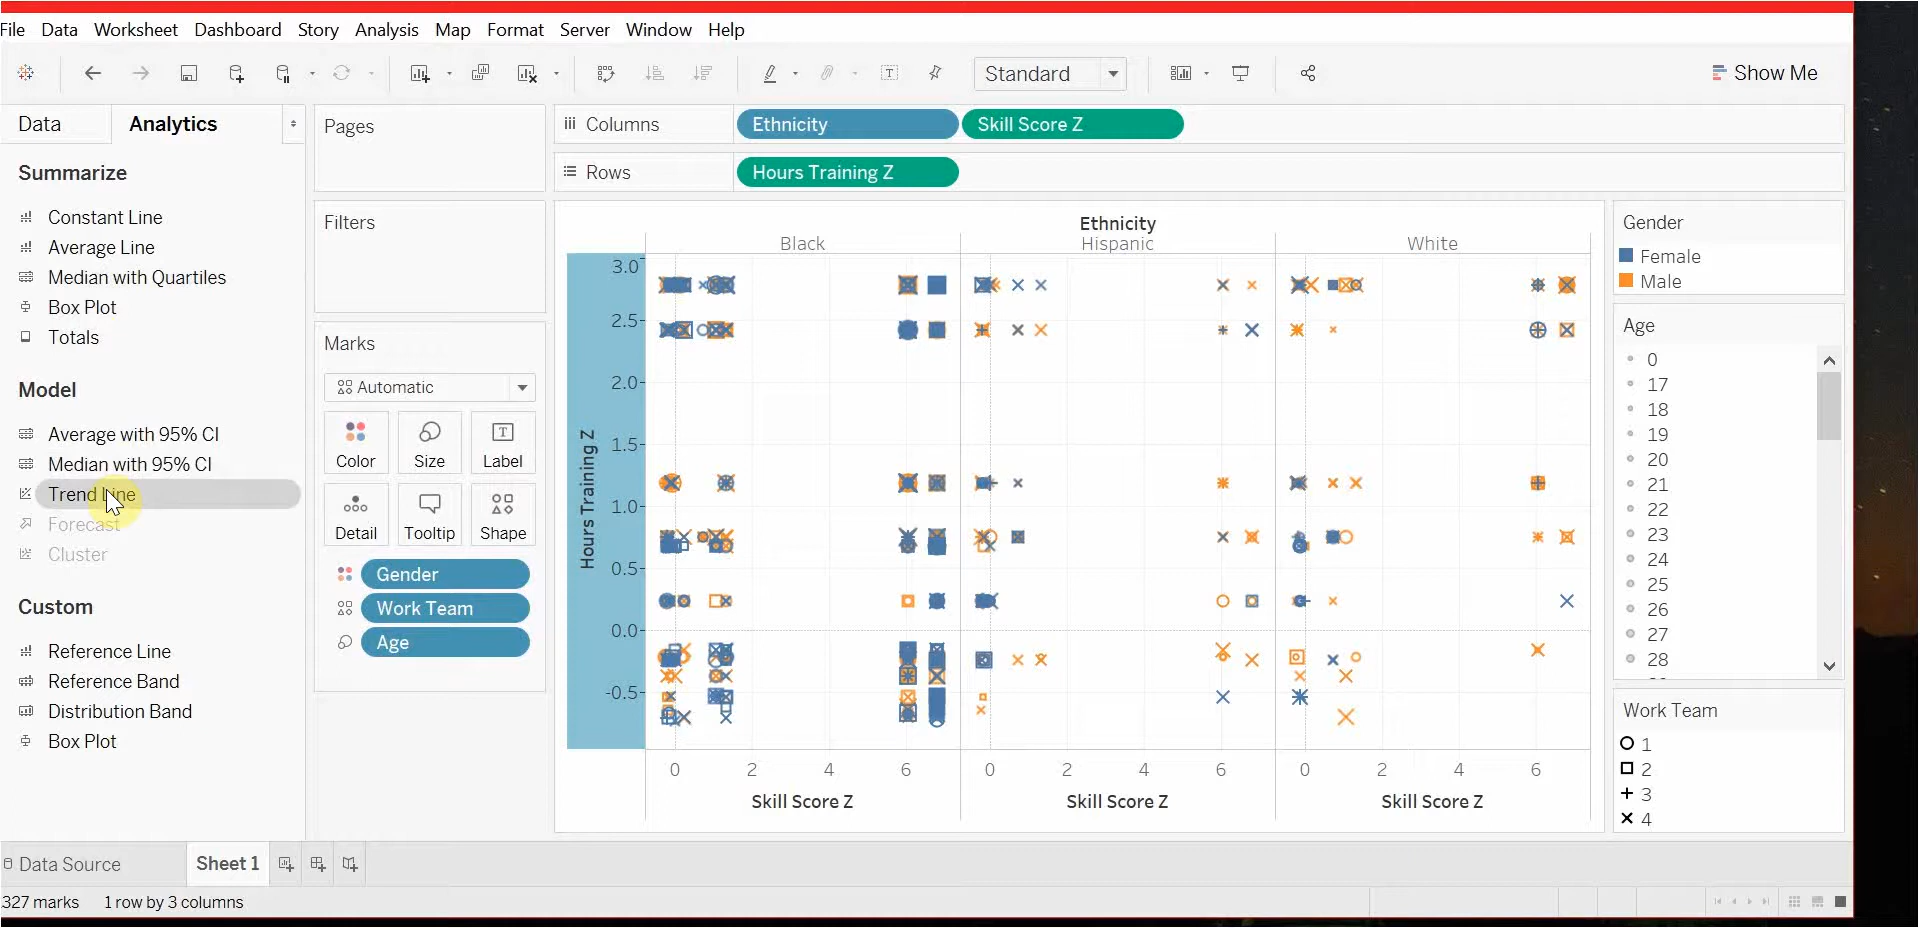 File Data Worksheet Dashboard Story Analysis Map Format Server Window Help
Standard
Show Me
Data Analytics
Summarize
Constant Line
Average Line
Median with Quartiles
Box Plot
Totals
Model
Average with 95% CI
Median with 95% CI
Trend Line
Forecast
Cluster
Custom
Reference Line
Reference Band
Distribution Band
Box Plot
Pages
Filters
Marks
Automatic
Color Size Label
Detail Tooltip Shape
Gender
Work Team
Age
Columns Ethnicity Skill Score Z
Rows Hours Training Z
Ethnicity
Black Hispanic White
Hours Training Z
3.0
2.5
2.0
1.5
1.0
0.5
0.0
-0.5
0 2 4 6 0 2 4 6 0 2 4 6
Skill Score Z Skill Score Z Skill Score Z
Gender
Female
Male
Age
0
17
18
19
20
21
22
23
24
25
26
27
28
Work Team
1
2
3
4
Data Source Sheet 1
327 marks 1 row by 3 columns